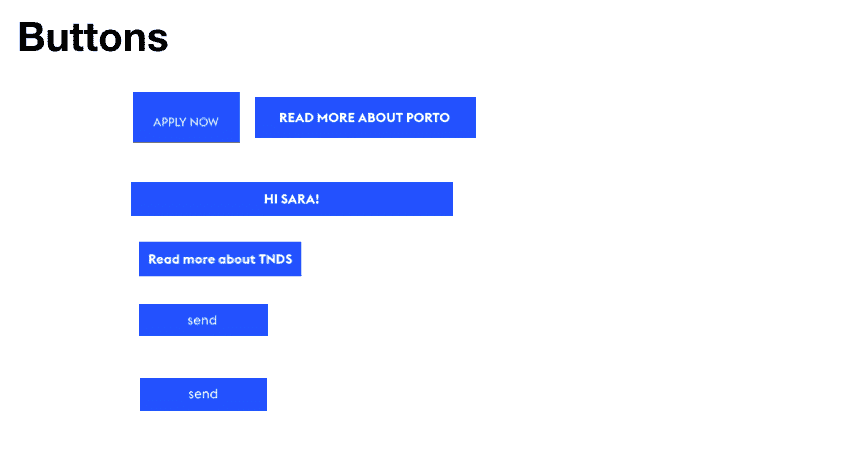 Buttons
APPLY NOW
READ MORE ABOUT PORTO
HI SARA!
Read more about TNDS
send
send